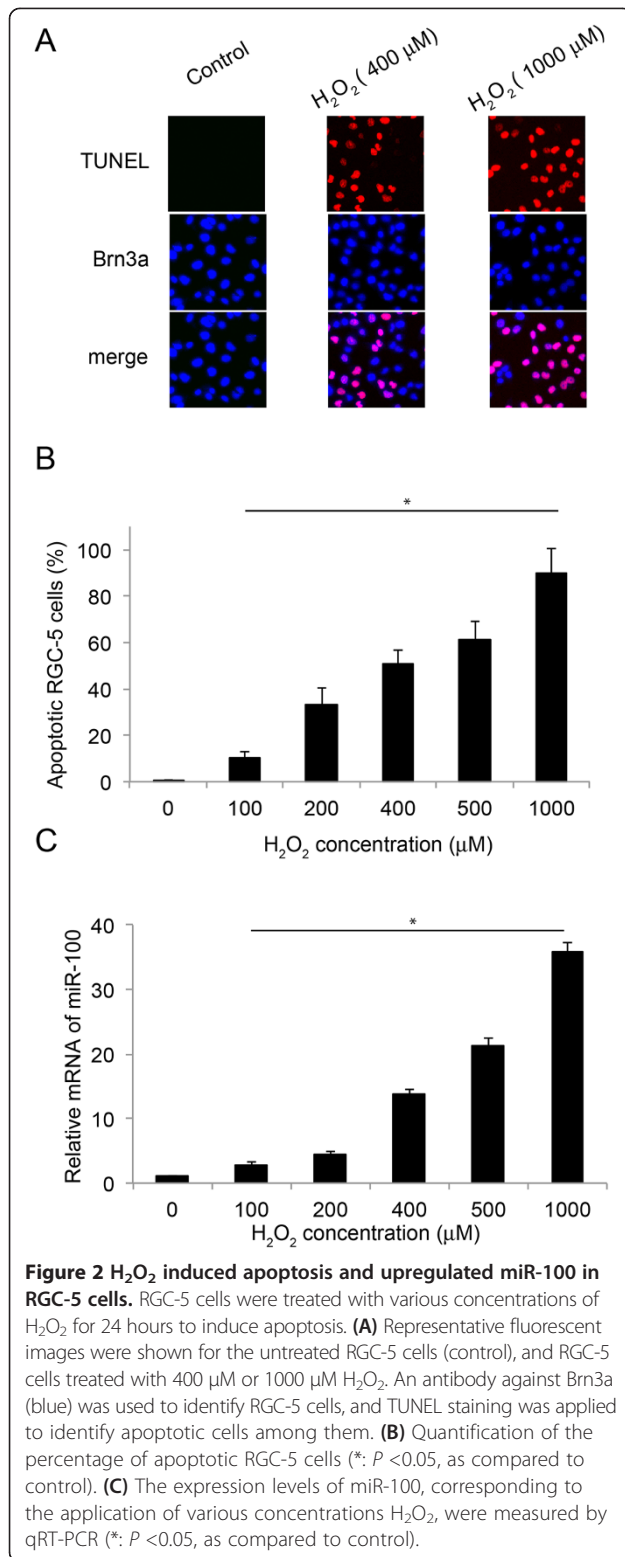 A
Control
H₂O₂ ( 400 µM)
H₂O₂ ( 1000 µM)
TUNEL
Brn3a
merge
B
*
Apoptotic RGC-5 cells (%)
100
80
60
40
20
0
0 100 200 400 500 1000
H₂O₂ concentration (µM)
C
*
Relative mRNA of miR-100
40
30
20
10
0
0 100 200 400 500 1000
H₂O₂ concentration (µM)
Figure 2 H₂O₂ induced apoptosis and upregulated miR-100 in
RGC-5 cells. RGC-5 cells were treated with various concentrations of
H₂O₂ for 24 hours to induce apoptosis. (A) Representative fluorescent
images were shown for the untreated RGC-5 cells (control), and RGC-5
cells treated with 400 µM or 1000 µM H₂O₂. An antibody against Brn3a
(blue) was used to identify RGC-5 cells, and TUNEL staining was applied
to identify apoptotic cells among them. (B) Quantification of the
percentage of apoptotic RGC-5 cells (*: P <0.05, as compared to
control). (C) The expression levels of miR-100, corresponding to
the application of various concentrations H₂O₂, were measured by
qRT-PCR (*: P <0.05, as compared to control).